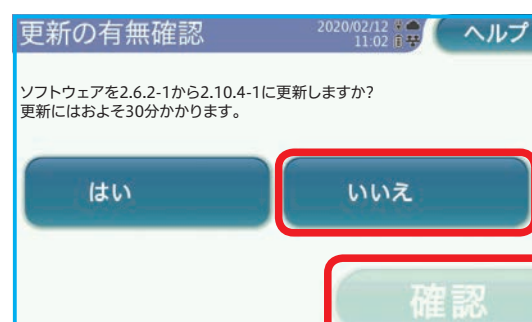 更新の有無確認
2020/02/12
11:02
ヘルプ
ソフトウェアを2.6.2-1から2.10.4-1に更新しますか?
更新にはおよそ30分かかります。
はい
いいえ
確認